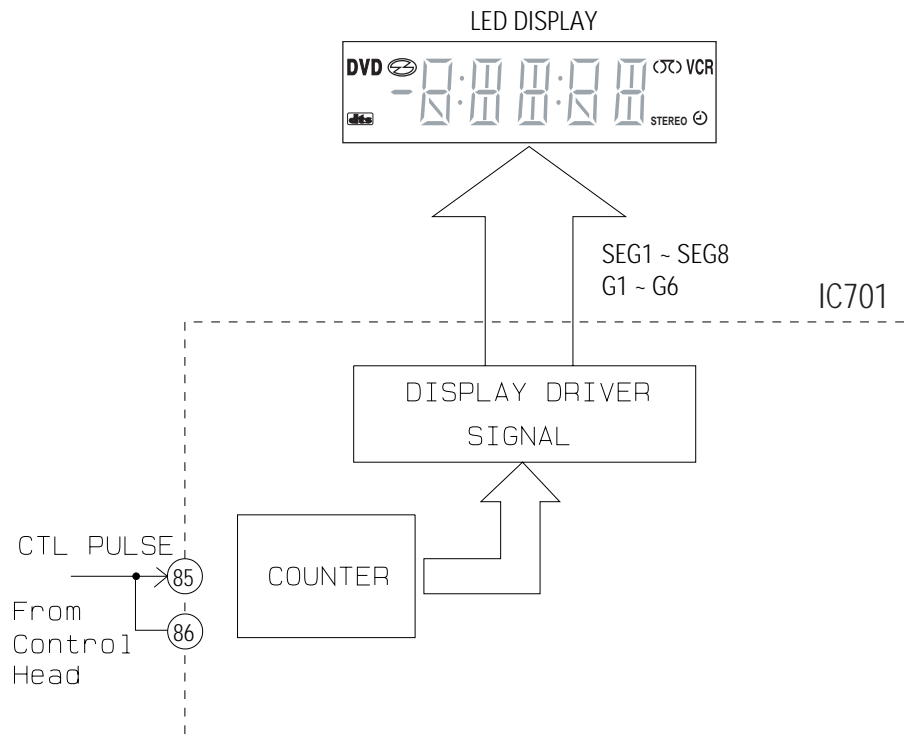 LED DISPLAY
DVD
VCR
dts
STEREO
SEG1 ~ SEG8
G1 ~ G6
IC701
DISPLAY DRIVER
SIGNAL
CTL PULSE
85
COUNTER
From
Control
Head
86